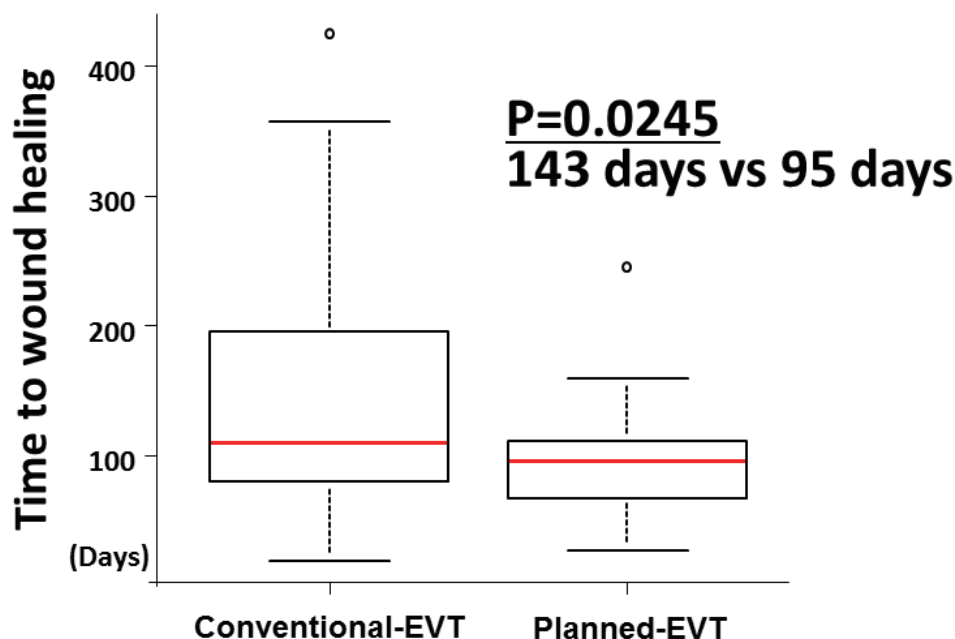 Time to wound healing
400
300
200
100
(Days)
P=0.0245
143 days vs 95 days
Conventional-EVT
Planned-EVT